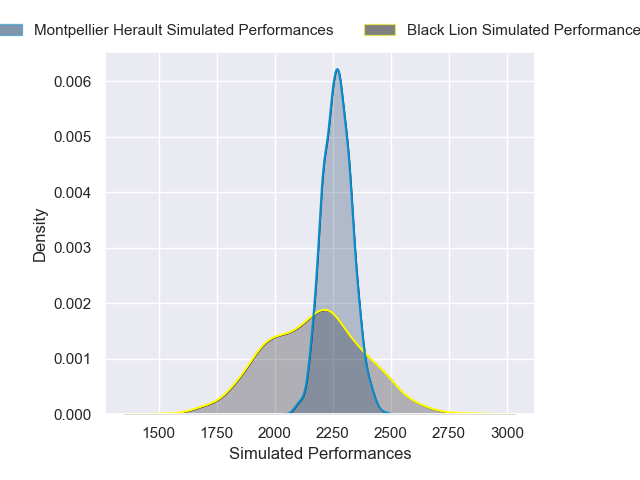 Montpellier Herault Simulated Performances
Black Lion Simulated Performance
0.006
0.005
0.004
0.003
0.002
0.001
0.000
Density
1500 1750 2000 2250 2500 2750 3000
Simulated Performances